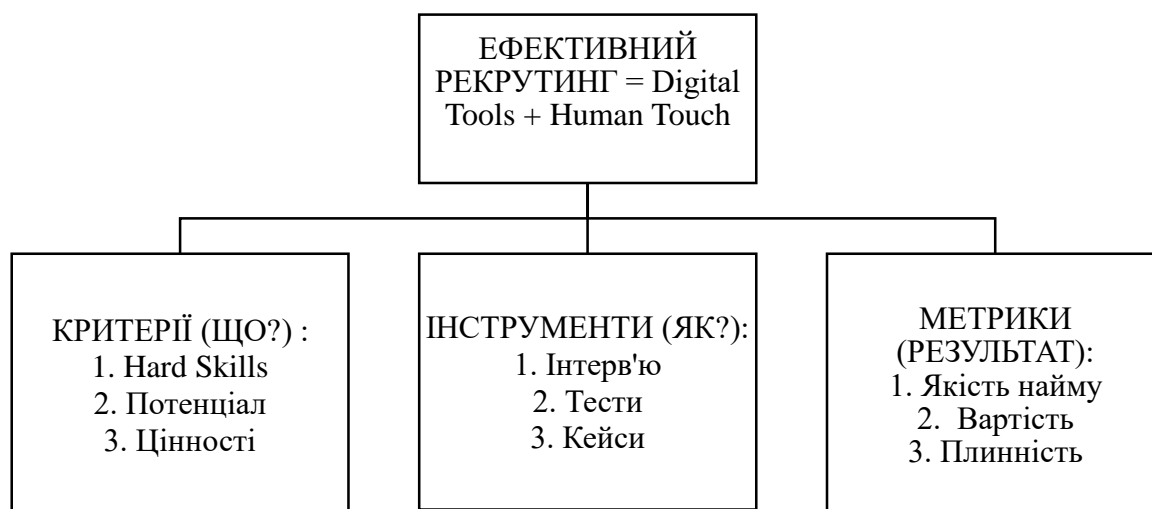 ЕФЕКТИВНИЙ
РЕКРУТИНГ = Digital
Tools + Human Touch
КРИТЕРІЇ (ЩО?) :
1. Hard Skills
2. Потенціал
3. Цінності
ІНСТРУМЕНТИ (ЯК?):
1. Інтерв'ю
2. Тести
3. Кейси
МЕТРИКИ
(РЕЗУЛЬТАТ):
1. Якість найму
2. Вартість
3. Плинність